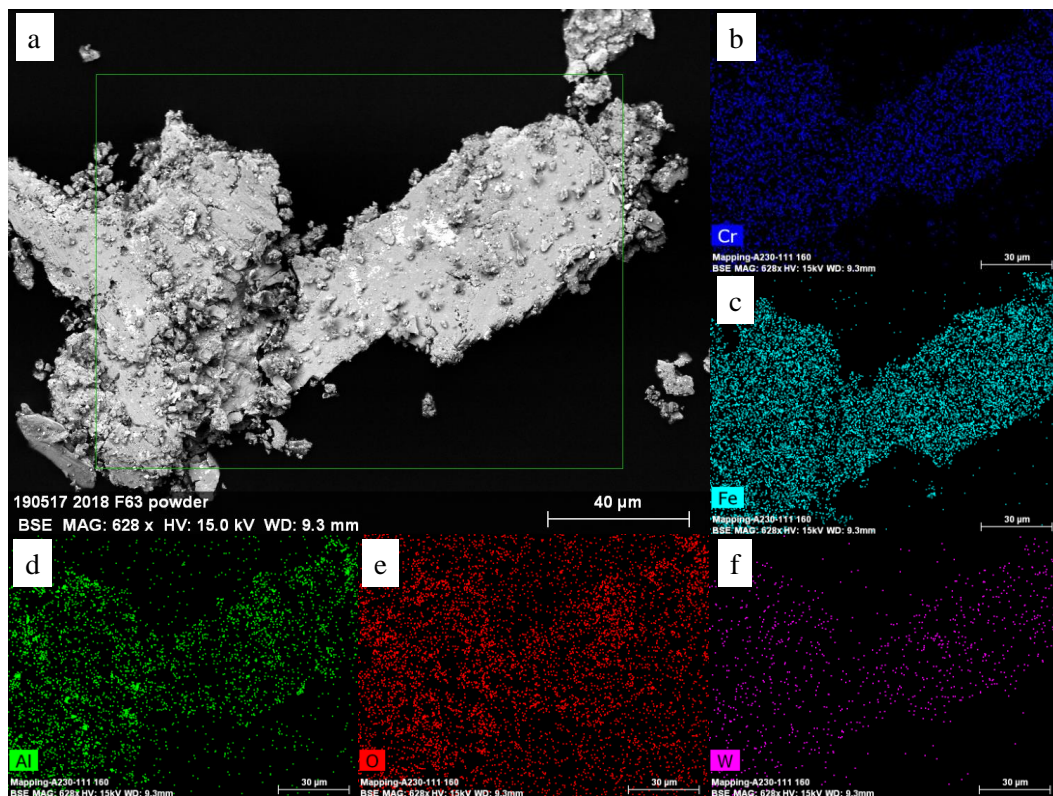 a
190517 2018 F63 powder
BSE MAG: 628 x HV: 15.0 kV WD: 9.3 mm
40 µm
b
Cr
Mapping-A230-111 160
BSE MAG: 628x HV: 15kV WD: 9.3mm
30 µm
c
Fe
Mapping-A230-111 160
BSE MAG: 628x HV: 15kV WD: 9.3mm
30 µm
d
Al
Mapping-A230-111 160
BSE MAG: 628x HV: 15kV WD: 9.3mm
30 µm
e
O
Mapping-A230-111 160
BSE MAG: 628x HV: 15kV WD: 9.3mm
30 µm
f
W
Mapping-A230-111 160
BSE MAG: 628x HV: 15kV WD: 9.3mm
30 µm